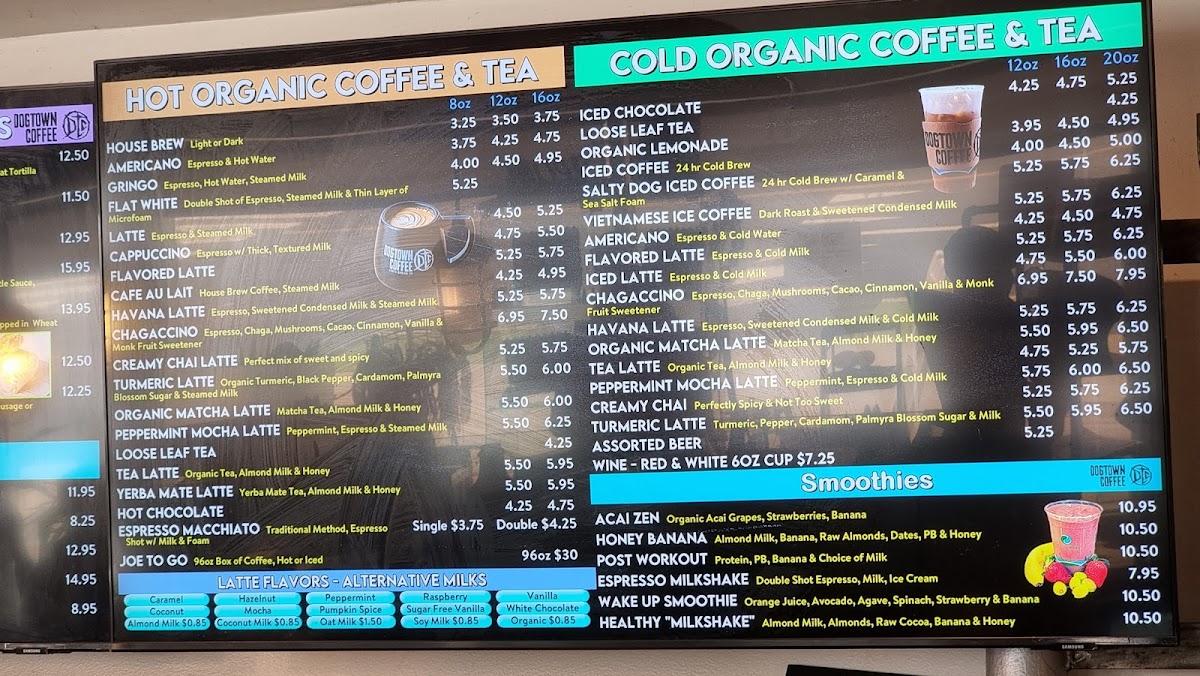 S DOGTOWN COFFEE DTC
12.50
at Tortilla
11.50
12.95
15.95
tle Sauce,
13.95
pped in Wheat
12.50
12.25
usage or
11.95
8.25
12.95
14.95
8.95
HOT ORGANIC COFFEE & TEA
8oz 12oz 16oz
HOUSE BREW Light or Dark 3.25 3.50 3.75
AMERICANO Espresso & Hot Water 3.75 4.25 4.75
GRINGO Espresso, Hot Water, Steamed Milk 4.00 4.50 4.95
FLAT WHITE Double Shot of Espresso, Steamed Milk & Thin Layer of 5.25
Microfoam
LATTE Espresso & Steamed Milk 4.50 5.25
CAPPUCCINO Espresso w/ Thick, Textured Milk 4.75 5.50
FLAVORED LATTE 5.25 5.75
CAFE AU LAIT House Brew Coffee, Steamed Milk 4.25 4.95
HAVANA LATTE Espresso, Sweetened Condensed Milk & Steamed Milk 5.25 5.75
CHAGACCINO Espresso, Chaga, Mushrooms, Cacao, Cinnamon, Vanilla & 6.95 7.50
Monk Fruit Sweetener
CREAMY CHAI LATTE Perfect mix of sweet and spicy 5.25 5.75
TURMERIC LATTE Organic Turmeric, Black Pepper, Cardamom, Palmyra 5.50 6.00
Blossom Sugar & Steamed Milk
ORGANIC MATCHA LATTE Matcha Tea, Almond Milk & Honey 5.50 6.00
PEPPERMINT MOCHA LATTE Peppermint, Espresso & Steamed Milk 5.50 6.25
LOOSE LEAF TEA 4.25
TEA LATTE Organic Tea, Almond Milk & Honey 5.50 5.95
YERBA MATE LATTE Yerba Mate Tea, Almond Milk & Honey 5.50 5.95
HOT CHOCOLATE 4.25 4.75
ESPRESSO MACCHIATO Traditional Method, Espresso Single $3.75 Double $4.25
Shot w/ Milk & Foam
JOE TO GO 96oz Box of Coffee, Hot or Iced 96oz $30
DOGTOWN COFFEE DTC
LATTE FLAVORS - ALTERNATIVE MILKS
Caramel Hazelnut Peppermint Raspberry Vanilla
Coconut Mocha Pumpkin Spice Sugar Free Vanilla White Chocolate
Almond Milk $0.85 Coconut Milk $0.85 Oat Milk $1.50 Soy Milk $0.85 Organic $0.85
COLD ORGANIC COFFEE & TEA
12oz 16oz 20oz
ICED CHOCOLATE 4.25 4.75 5.25
LOOSE LEAF TEA 4.25
ORGANIC LEMONADE 3.95 4.50 4.95
ICED COFFEE 24 hr Cold Brew 4.00 4.50 5.00
SALTY DOG ICED COFFEE 24 hr Cold Brew w/ Caramel & 5.25 5.75 6.25
Sea Salt Foam
VIETNAMESE ICE COFFEE Dark Roast & Sweetened Condensed Milk 5.25 5.75 6.25
AMERICANO Espresso & Cold Water 4.25 4.50 4.75
FLAVORED LATTE Espresso & Cold Milk 5.25 5.75 6.25
ICED LATTE Espresso & Cold Milk 4.75 5.50 6.00
CHAGACCINO Espresso, Chaga, Mushrooms, Cacao, Cinnamon, Vanilla & Monk 6.95 7.50 7.95
Fruit Sweetener
HAVANA LATTE Espresso, Sweetened Condensed Milk & Cold Milk 5.25 5.75 6.25
ORGANIC MATCHA LATTE Matcha Tea, Almond Milk & Honey 5.50 5.95 6.50
TEA LATTE Organic Tea, Almond Milk & Honey 4.75 5.25 5.75
PEPPERMINT MOCHA LATTE Peppermint, Espresso & Cold Milk 5.75 6.00 6.50
CREAMY CHAI Perfectly Spicy & Not Too Sweet 5.25 5.75 6.25
TURMERIC LATTE Turmeric, Pepper, Cardamom, Palmyra Blossom Sugar & Milk 5.50 5.95 6.50
ASSORTED BEER 5.25
WINE - RED & WHITE 6OZ CUP $7.25
DOGTOWN COFFEE
Smoothies DOGTOWN COFFEE DTC
ACAI ZEN Organic Acai Grapes, Strawberries, Banana 10.95
HONEY BANANA Almond Milk, Banana, Raw Almonds, Dates, PB & Honey 10.50
POST WORKOUT Protein, PB, Banana & Choice of Milk 10.50
ESPRESSO MILKSHAKE Double Shot Espresso, Milk, Ice Cream 7.95
WAKE UP SMOOTHIE Orange Juice, Avocado, Agave, Spinach, Strawberry & Banana 10.50
HEALTHY "MILKSHAKE" Almond Milk, Almonds, Raw Cocoa, Banana & Honey 10.50
SAMSUNG
SAMSUNG